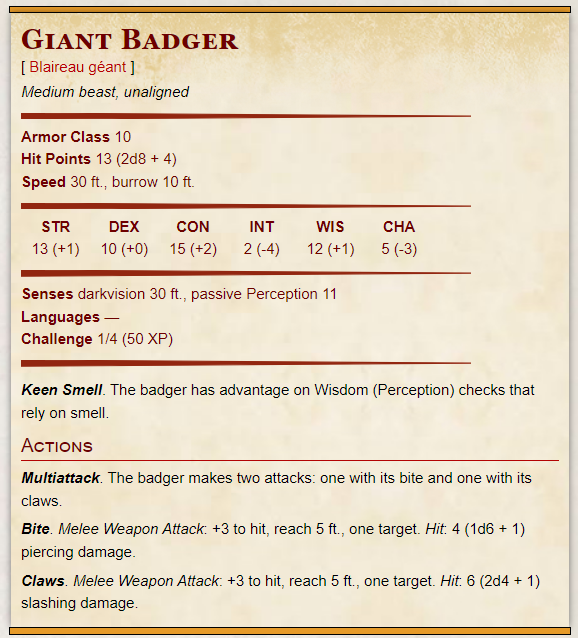 Giant Badger
[ Blaireau géant ]
Medium beast, unaligned
Armor Class 10
Hit Points 13 (2d8 + 4)
Speed 30 ft., burrow 10 ft.
STR DEX CON INT WIS CHA
13 (+1) 10 (+0) 15 (+2) 2 (-4) 12 (+1) 5 (-3)
Senses darkvision 30 ft., passive Perception 11
Languages —
Challenge 1/4 (50 XP)
Keen Smell. The badger has advantage on Wisdom (Perception) checks that
rely on smell.
Actions
Multiattack. The badger makes two attacks: one with its bite and one with its
claws.
Bite. Melee Weapon Attack: +3 to hit, reach 5 ft., one target. Hit: 4 (1d6 + 1)
piercing damage.
Claws. Melee Weapon Attack: +3 to hit, reach 5 ft., one target. Hit: 6 (2d4 + 1)
slashing damage.